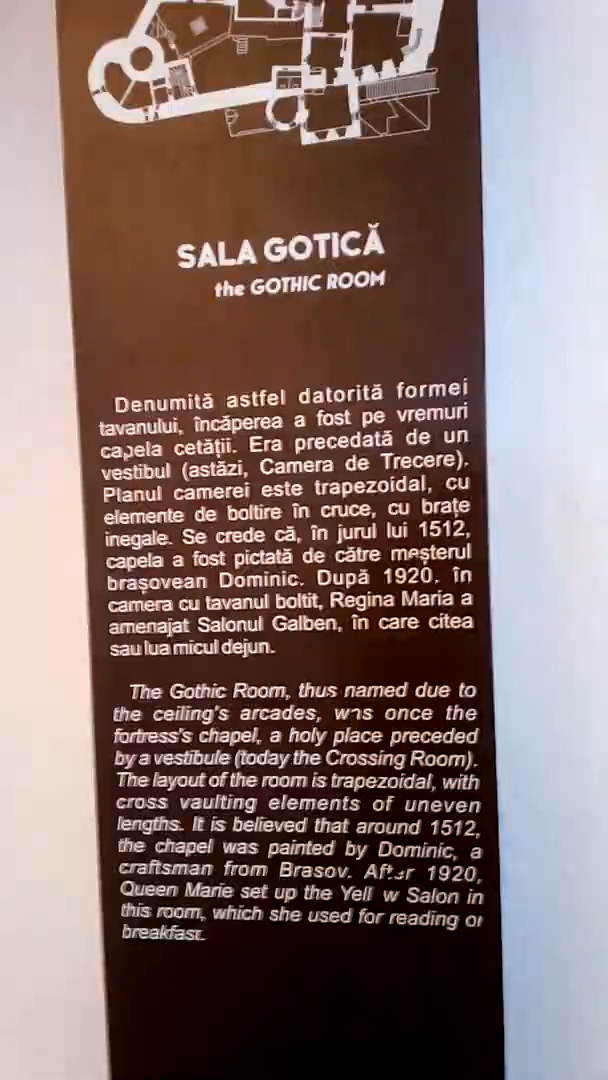 SALA GOTICĂ
the GOTHIC ROOM
Denumită astfel datorită formei
tavanului, încăperea a fost pe vremuri
capela cetății. Era precedată de un
vestibul (astăzi, Camera de Trecere).
Planul camerei este trapezoidal, cu
elemente de boltire în cruce, cu brațe
inegale. Se crede că, în jurul lui 1512,
capela a fost pictată de către meșterul
brașovean Dominic. După 1920, în
camera cu tavanul boltit, Regina Maria a
amenajat Salonul Galben, în care citea
sau lua micul dejun.
The Gothic Room, thus named due to
the ceiling's arcades, was once the
fortress's chapel, a holy place preceded
by a vestibule (today the Crossing Room).
The layout of the room is trapezoidal, with
cross vaulting elements of uneven
lengths. It is believed that around 1512,
the chapel was painted by Dominic, a
craftsman from Brasov. After 1920,
Queen Marie set up the Yell w Salon in
this room, which she used for reading or
breakfast.